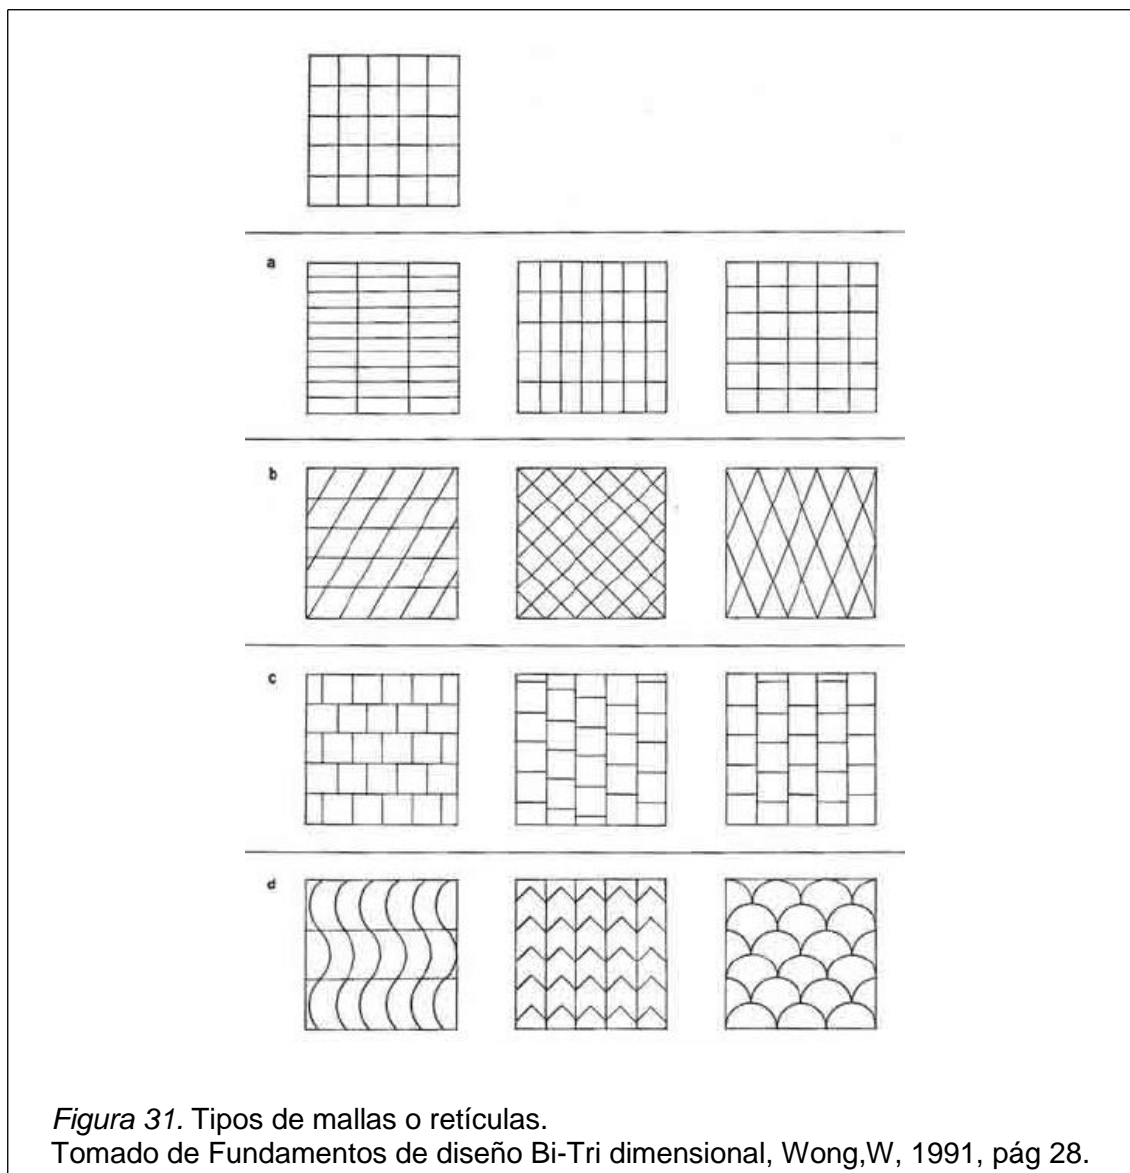 a
b
c
d
Figura 31. Tipos de mallas o retículas.
Tomado de Fundamentos de diseño Bi-Tri dimensional, Wong,W, 1991, pág 28.